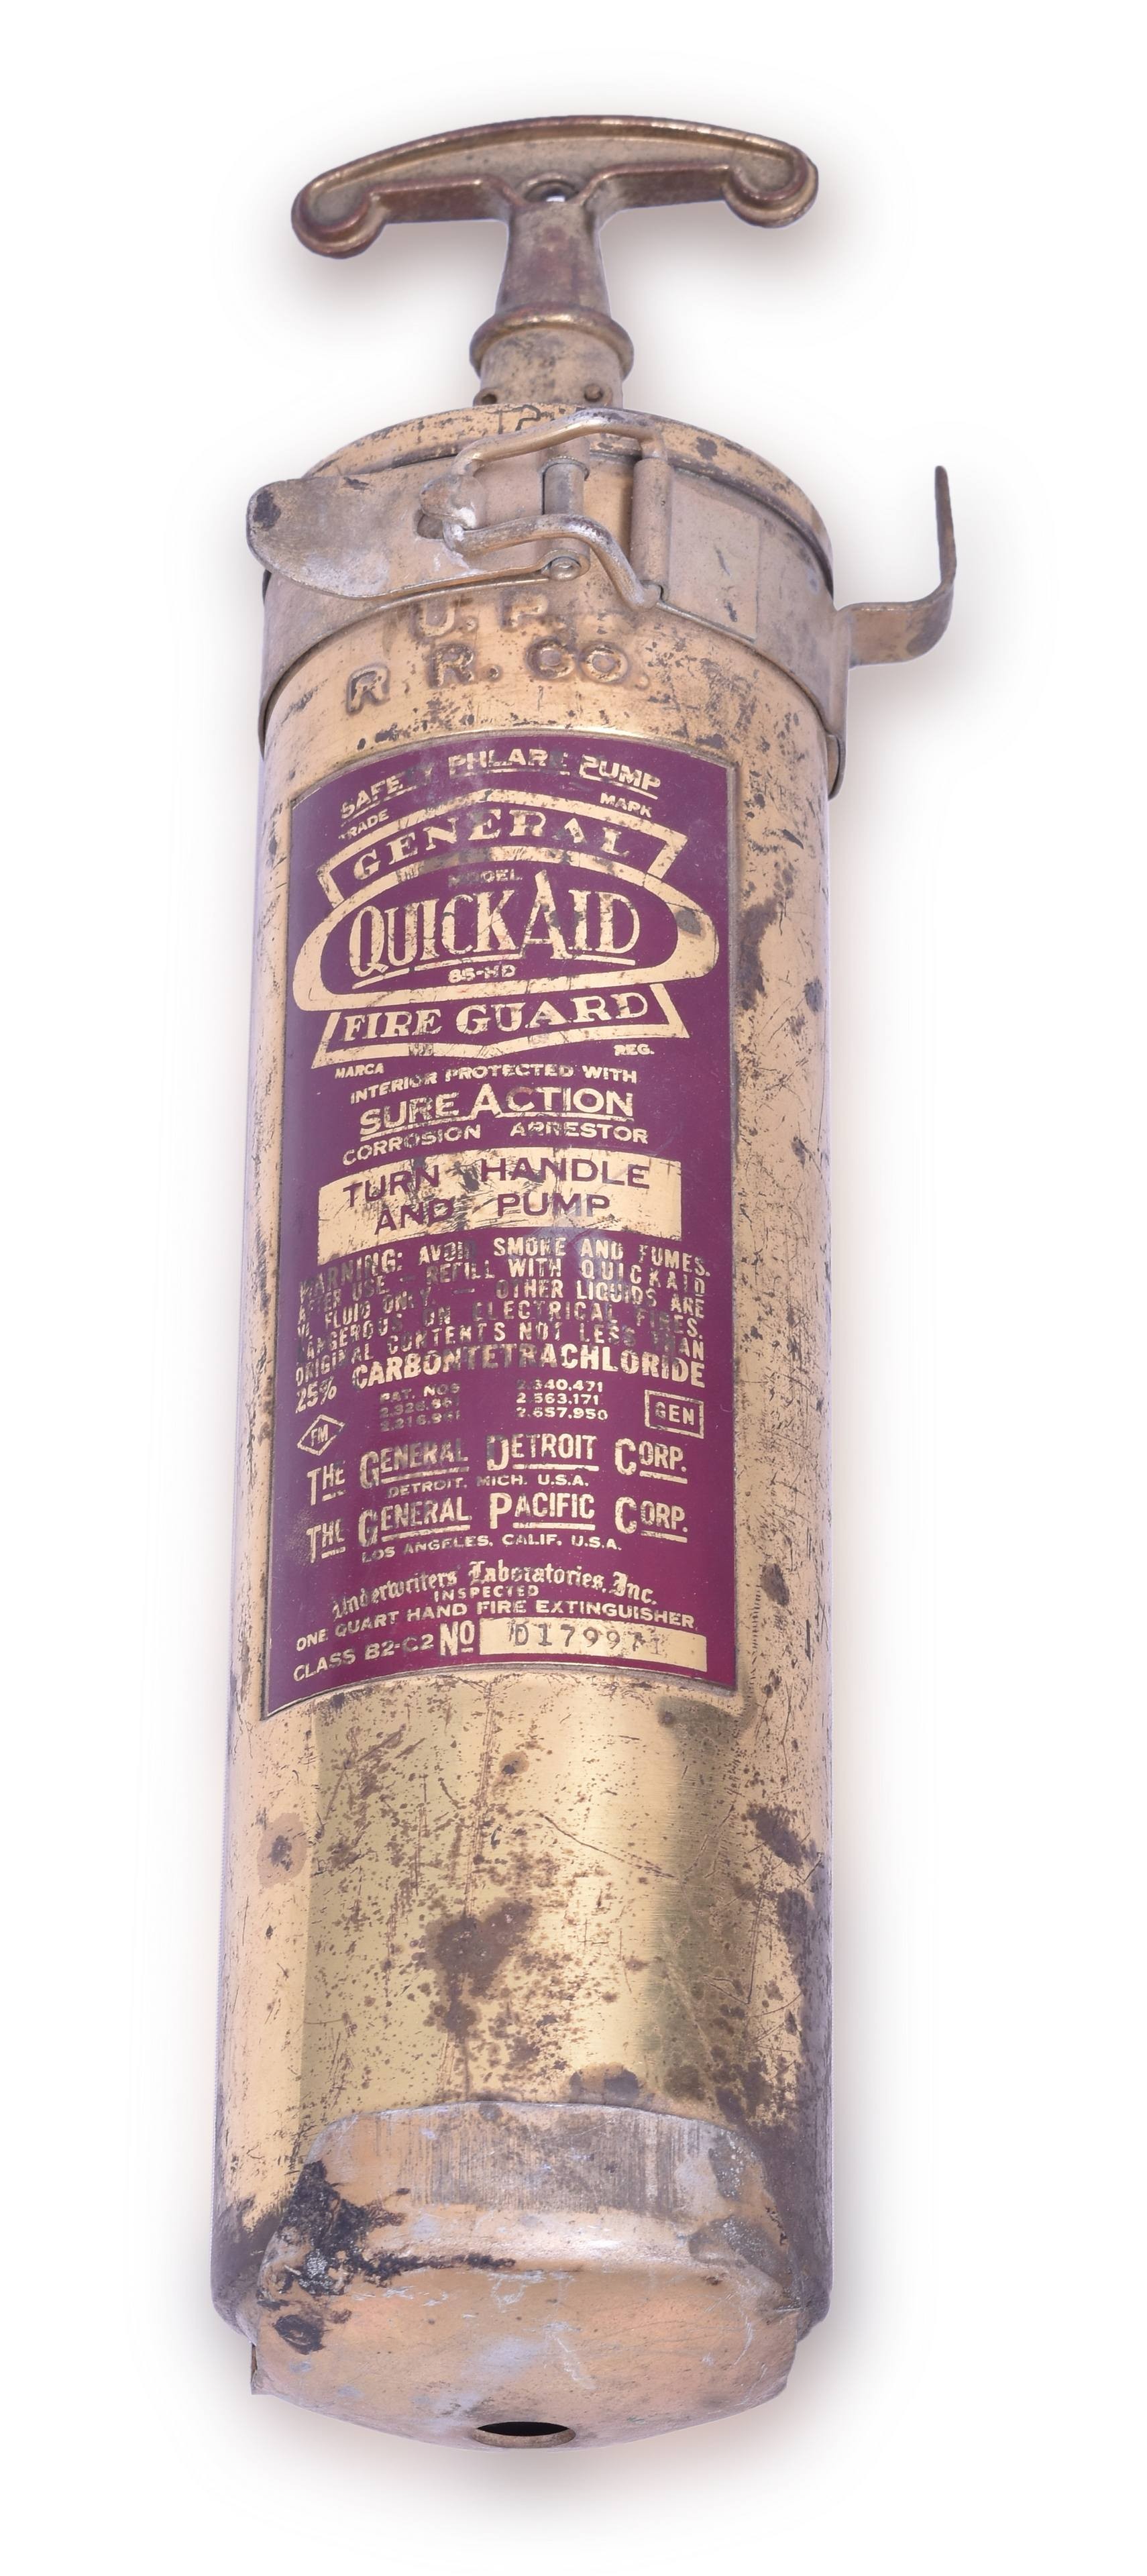 U. P.
R. R. CO.
SAFETY PHLARE PUMP
TRADE MARK
GENERAL
MODEL
QUICKAID
85-HD
FIRE GUARD
MARCA REG.
INTERIOR PROTECTED WITH
SURE ACTION
CORROSION ARRESTOR
TURN HANDLE
AND PUMP
WARNING: AVOID SMOKE AND FUMES.
AFTER USE — REFILL WITH QUICKAID
FLUID ONLY. — OTHER LIQUIDS ARE
DANGEROUS ON ELECTRICAL FIRES.
ORIGINAL CONTENTS NOT LESS THAN
25% CARBONTETRACHLORIDE
PAT. NOS 2.340.471
2.563.171
2.657.950
FM
GEN
THE GENERAL DETROIT CORP.
DETROIT, MICH. U.S.A.
THE GENERAL PACIFIC CORP.
LOS ANGELES, CALIF. U.S.A.
Underwriters' Laboratories, Inc.
INSPECTED
ONE QUART HAND FIRE EXTINGUISHER
CLASS B2-C2 NO